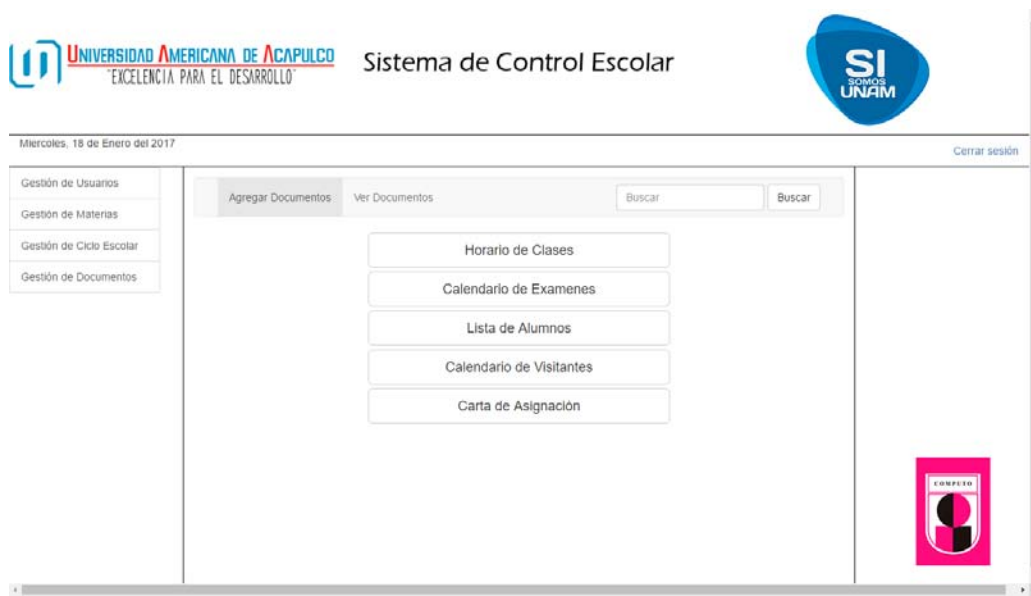 UNIVERSIDAD AMERICANA DE ACAPULCO
"EXCELENCIA PARA EL DESARROLLO"
Sistema de Control Escolar
SI
SOMOS
UNAM
Miercoles, 18 de Enero del 2017
Cerrar sesión
Gestión de Usuarios
Gestión de Materias
Gestión de Ciclo Escolar
Gestión de Documentos
Agregar Documentos Ver Documentos Buscar Buscar
Horario de Clases
Calendario de Examenes
Lista de Alumnos
Calendario de Visitantes
Carta de Asignación
COMPUTO